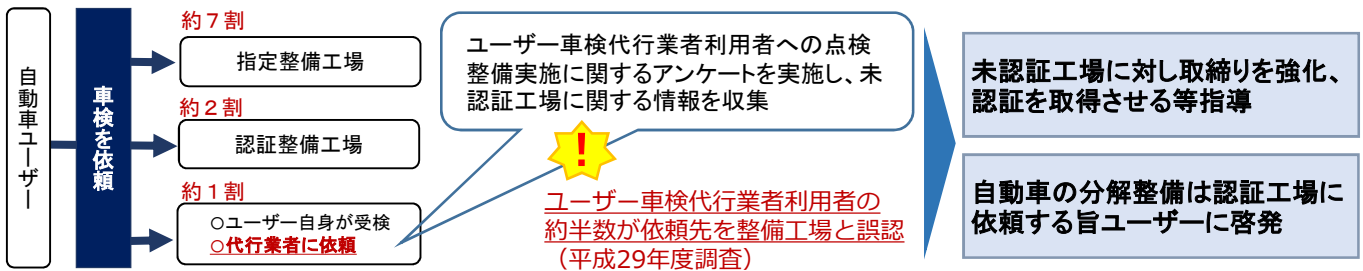 自動車ユーザー
車検を依頼
約７割
指定整備工場
約２割
認証整備工場
約１割
○ユーザー自身が受検
○代行業者に依頼
ユーザー車検代行業者利用者への点検
整備実施に関するアンケートを実施し、未
認証工場に関する情報を収集
!
ユーザー車検代行業者利用者の
約半数が依頼先を整備工場と誤認
（平成29年度調査）
未認証工場に対し取締りを強化、
認証を取得させる等指導
自動車の分解整備は認証工場に
依頼する旨ユーザーに啓発